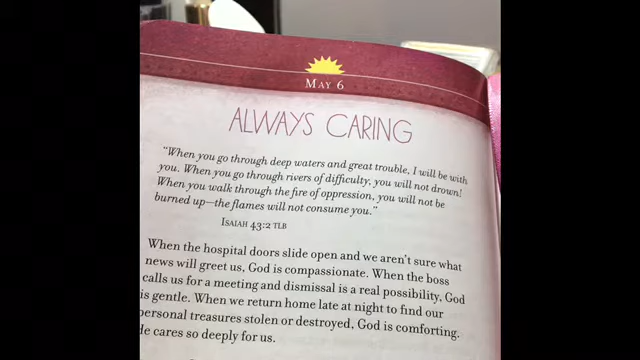 MAY 6
ALWAYS CARING
"When you go through deep waters and great trouble, I will be with
you. When you go through rivers of difficulty, you will not drown!
When you walk through the fire of oppression, you will not be
burned up—the flames will not consume you."
ISAIAH 43:2 TLB
When the hospital doors slide open and we aren't sure what
news will greet us, God is compassionate. When the boss
calls us for a meeting and dismissal is a real possibility, God
is gentle. When we return home late at night to find our
personal treasures stolen or destroyed, God is comforting.
He cares so deeply for us.